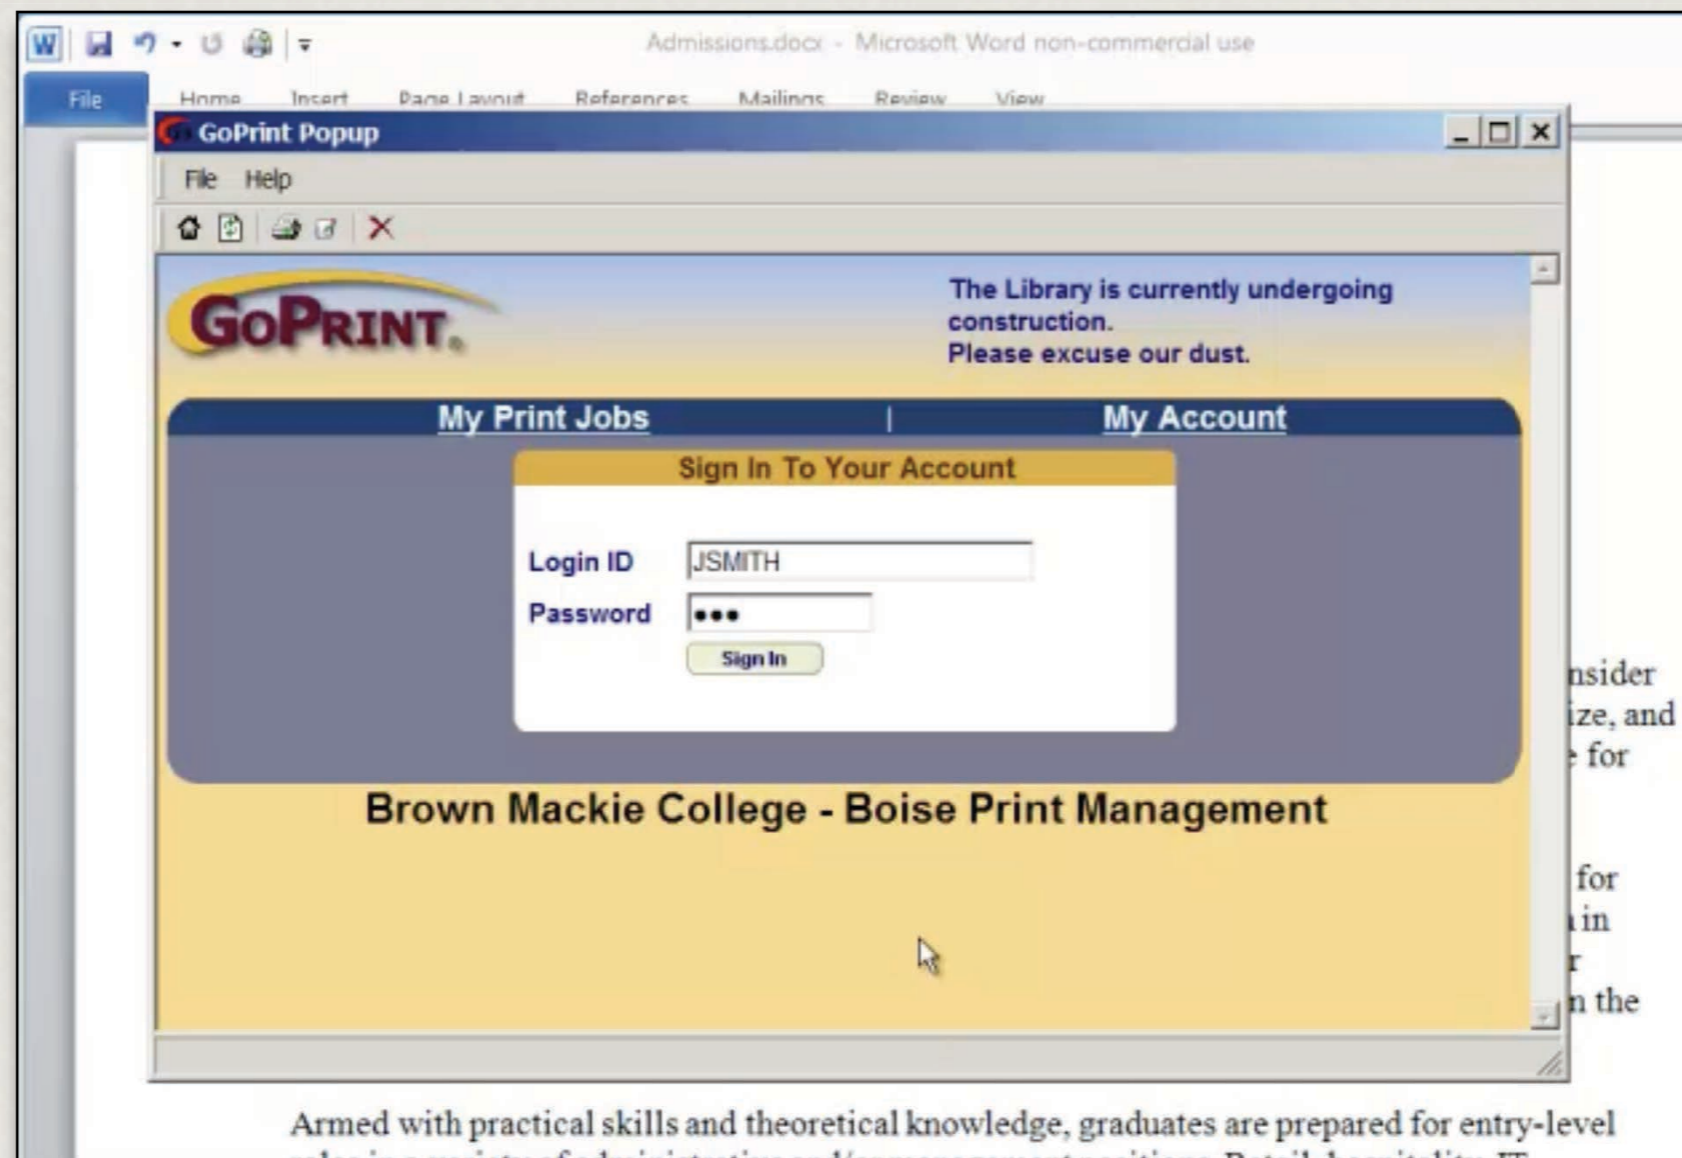 Admissions.docx - Microsoft Word non-commercial use
File Home Insert Page Layout References Mailings Review View
GoPrint Popup
File Help
GOPRINT®
The Library is currently undergoing
construction.
Please excuse our dust.
My Print Jobs | My Account
Sign In To Your Account
Login ID JSMITH
Password •••
Sign In
nsider
ize, and
e for
Brown Mackie College - Boise Print Management
for
in
r
n the
Armed with practical skills and theoretical knowledge, graduates are prepared for entry-level